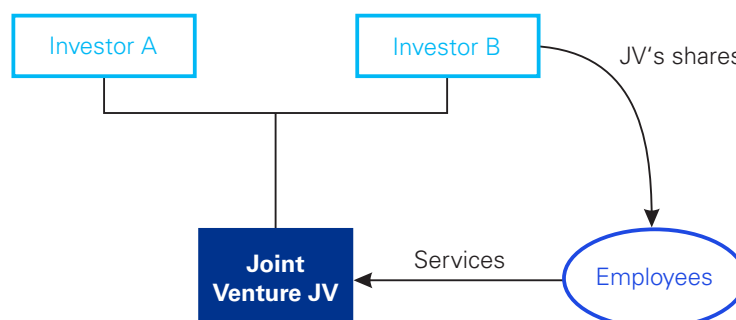 Investor A
Investor B
JV‘s shares
Joint
Venture JV
Services
Employees